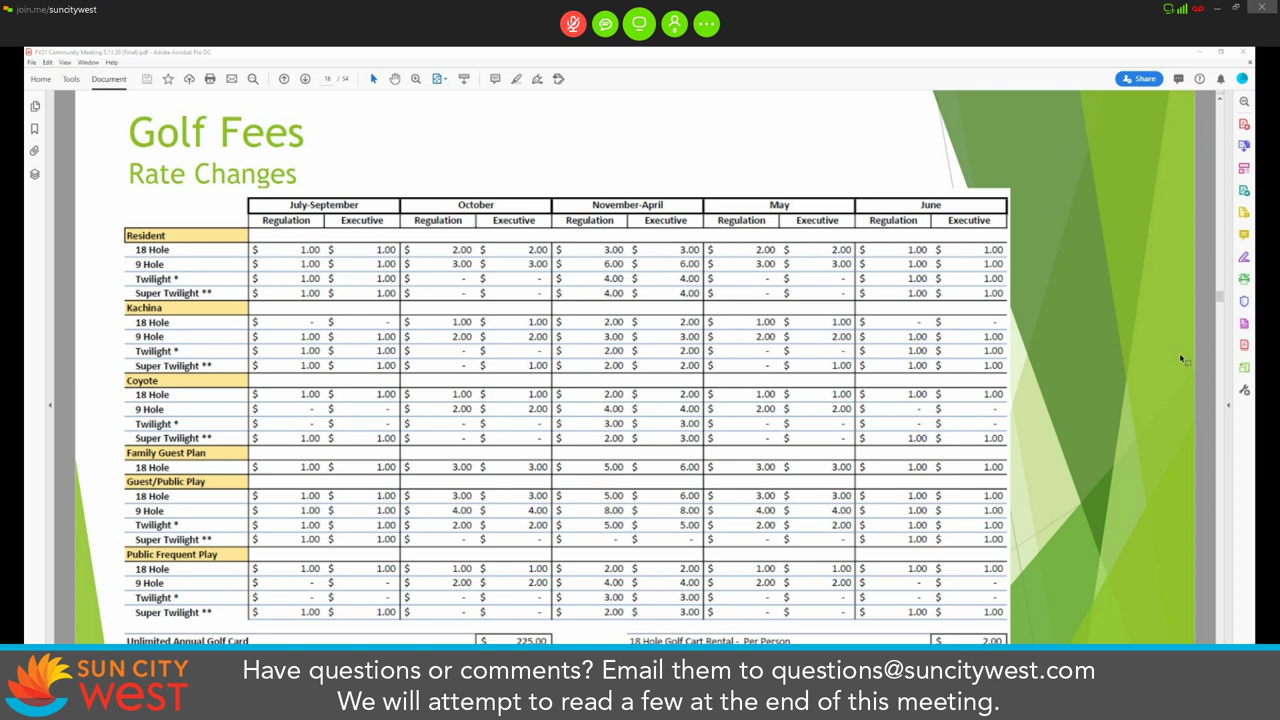 join.me/suncitywest
FY21 Community Meeting 5.11.20 (Final).pdf - Adobe Acrobat Pro DC
File Edit View Window Help
Home Tools Document 18 / 54 Share
Golf Fees
Rate Changes
July-September October November-April May June
Regulation Executive Regulation Executive Regulation Executive Regulation Executive Regulation Executive
Resident
18 Hole $ 1.00 $ 1.00 $ 2.00 $ 2.00 $ 3.00 $ 3.00 $ 2.00 $ 2.00 $ 1.00 $ 1.00
9 Hole $ 1.00 $ 1.00 $ 3.00 $ 3.00 $ 6.00 $ 6.00 $ 3.00 $ 3.00 $ 1.00 $ 1.00
Twilight * $ 1.00 $ 1.00 $ - $ - $ 4.00 $ 4.00 $ - $ - $ 1.00 $ 1.00
Super Twilight ** $ 1.00 $ 1.00 $ - $ - $ 4.00 $ 4.00 $ - $ - $ 1.00 $ 1.00
Kachina
18 Hole $ - $ - $ 1.00 $ 1.00 $ 2.00 $ 2.00 $ 1.00 $ 1.00 $ - $ -
9 Hole $ 1.00 $ 1.00 $ 2.00 $ 2.00 $ 3.00 $ 3.00 $ 2.00 $ 2.00 $ 1.00 $ 1.00
Twilight * $ 1.00 $ 1.00 $ - $ - $ 2.00 $ 2.00 $ - $ - $ 1.00 $ 1.00
Super Twilight ** $ 1.00 $ 1.00 $ - $ 1.00 $ 2.00 $ 2.00 $ - $ 1.00 $ 1.00 $ 1.00
Coyote
18 Hole $ 1.00 $ 1.00 $ 1.00 $ 1.00 $ 2.00 $ 2.00 $ 1.00 $ 1.00 $ 1.00 $ 1.00
9 Hole $ - $ - $ 2.00 $ 2.00 $ 4.00 $ 4.00 $ 2.00 $ 2.00 $ - $ -
Twilight * $ - $ - $ - $ - $ 3.00 $ 3.00 $ - $ - $ - $ -
Super Twilight ** $ 1.00 $ 1.00 $ - $ - $ 2.00 $ 3.00 $ - $ - $ 1.00 $ 1.00
Family Guest Plan
18 Hole $ 1.00 $ 1.00 $ 3.00 $ 3.00 $ 5.00 $ 6.00 $ 3.00 $ 3.00 $ 1.00 $ 1.00
Guest/Public Play
18 Hole $ 1.00 $ 1.00 $ 3.00 $ 3.00 $ 5.00 $ 6.00 $ 3.00 $ 3.00 $ 1.00 $ 1.00
9 Hole $ 1.00 $ 1.00 $ 4.00 $ 4.00 $ 8.00 $ 8.00 $ 4.00 $ 4.00 $ 1.00 $ 1.00
Twilight * $ 1.00 $ 1.00 $ 2.00 $ 2.00 $ 5.00 $ 5.00 $ 2.00 $ 2.00 $ 1.00 $ 1.00
Super Twilight ** $ 1.00 $ 1.00 $ - $ - $ - $ - $ - $ - $ 1.00 $ 1.00
Public Frequent Play
18 Hole $ 1.00 $ 1.00 $ 1.00 $ 1.00 $ 2.00 $ 2.00 $ 1.00 $ 1.00 $ 1.00 $ 1.00
9 Hole $ - $ - $ 2.00 $ 2.00 $ 4.00 $ 4.00 $ 2.00 $ 2.00 $ - $ -
Twilight * $ - $ - $ - $ - $ 3.00 $ 3.00 $ - $ - $ - $ -
Super Twilight ** $ 1.00 $ 1.00 $ - $ - $ 2.00 $ 3.00 $ - $ - $ 1.00 $ 1.00
Unlimited Annual Golf Card $ 225.00 18 Hole Golf Cart Rental - Per Person $ 2.00
SUN CITY
WEST
Have questions or comments? Email them to questions@suncitywest.com
We will attempt to read a few at the end of this meeting.